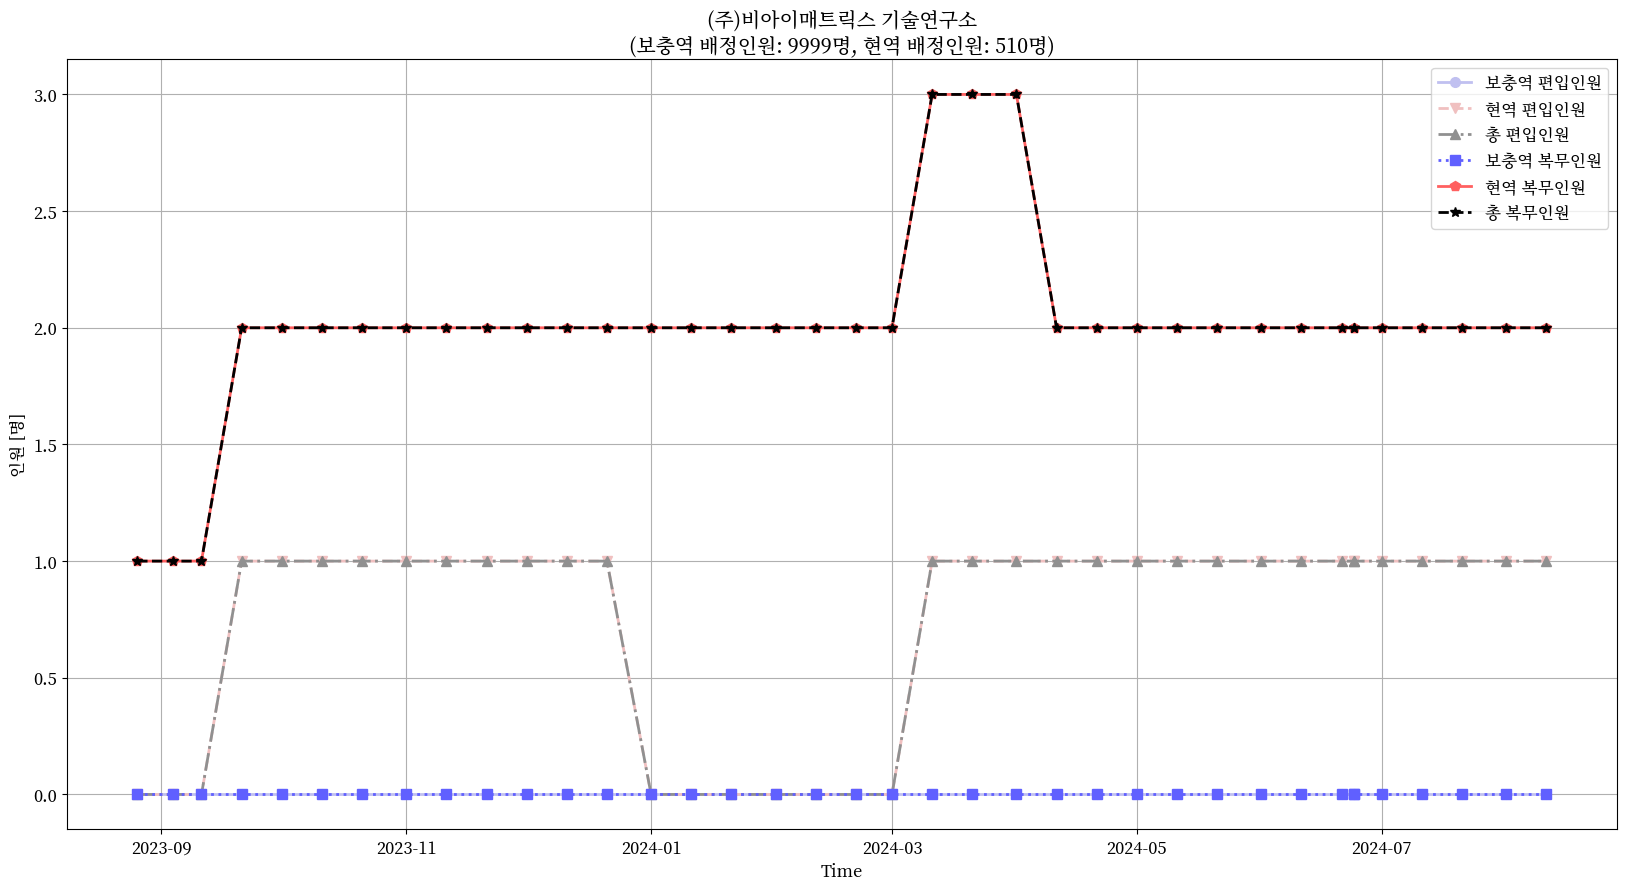 (주)비아이매트릭스 기술연구소
(보충역 배정인원: 9999명, 현역 배정인원: 510명)
보충역 편입인원
현역 편입인원
총 편입인원
보충역 복무인원
현역 복무인원
총 복무인원
인원 [명]
3.0
2.5
2.0
1.5
1.0
0.5
0.0
2023-09
2023-11
2024-01
2024-03
2024-05
2024-07
Time